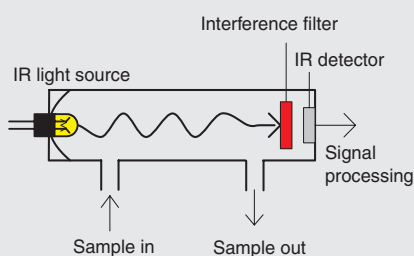 Interference filter
IR light source
IR detector
Signal
processing
Sample in
Sample out